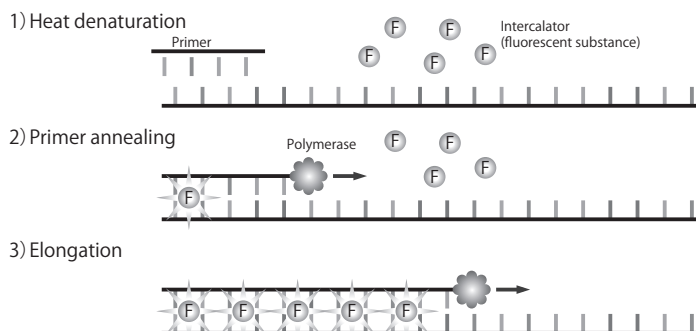 1) Heat denaturation
Primer
F F F F F
Intercalator
(fluorescent substance)
2) Primer annealing
Polymerase
F F F F
F
3) Elongation
F F F F F